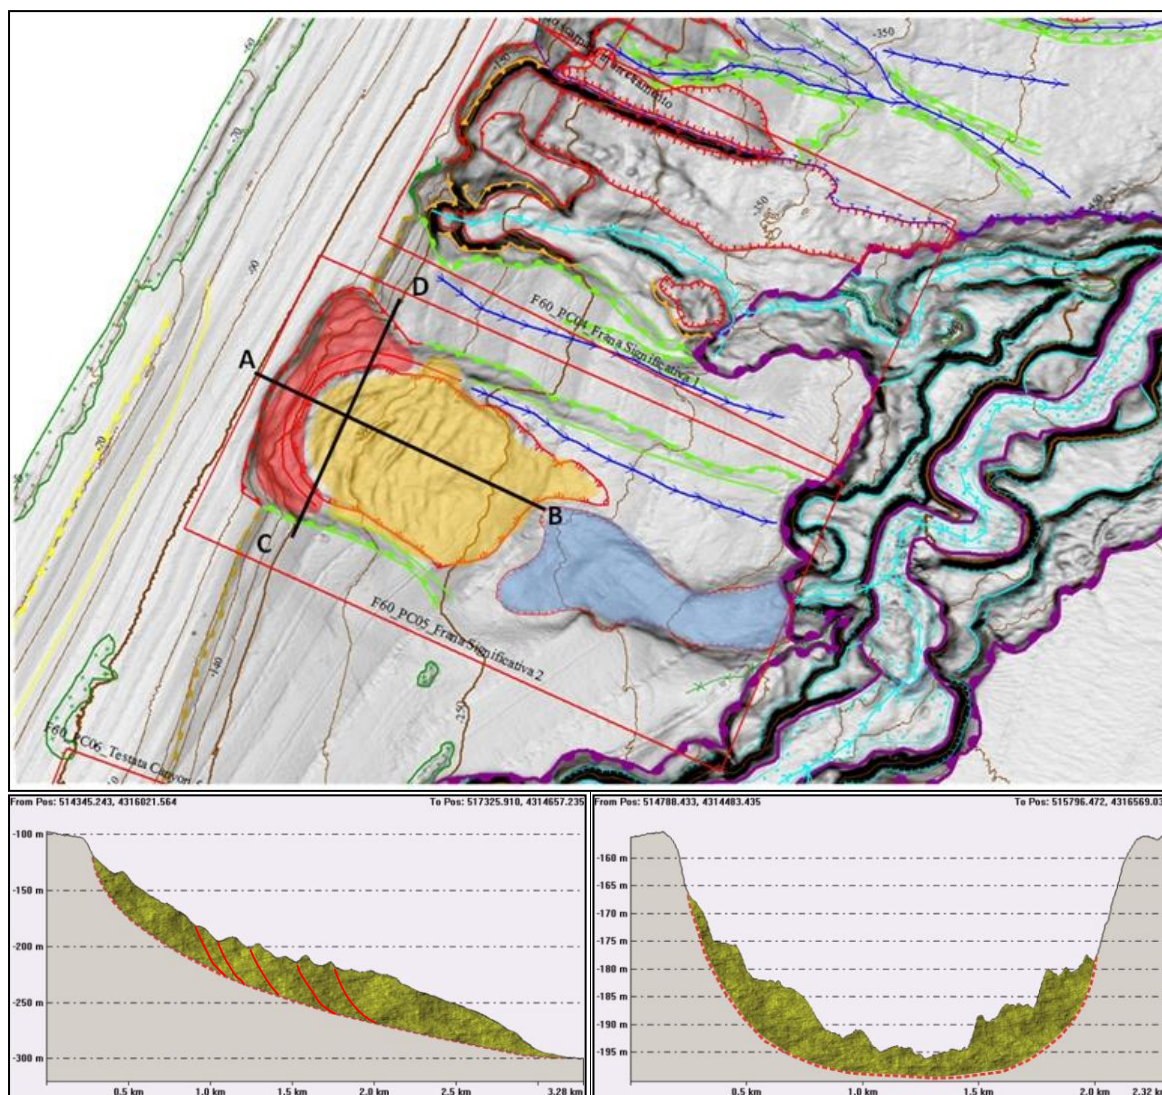 -60
-70
-90
-70
-150
-350
-350
in arretramento
F60_PC04_Frana Significativa 1
D
A
B
C
F60_PC05_Frana Significativa 2
-140
-250
F60_PC06_Testata Canyon
From Pos: 514345.243, 4316021.564 To Pos: 517325.910, 4314657.235
-100 m
-150 m
-200 m
-250 m
-300 m
0.5 km 1.0 km 1.5 km 2.0 km 2.5 km 3.28 km
From Pos: 514788.433, 4314483.435 To Pos: 515796.472, 4316569.03
-160 m
-165 m
-170 m
-175 m
-180 m
-185 m
-190 m
-195 m
0.5 km 1.0 km 1.5 km 2.0 km 2.32 km